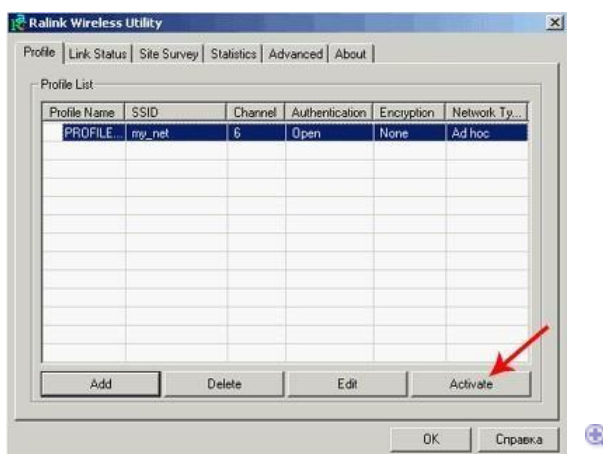 Ralink Wireless Utility
Profile Link Status Site Survey Statistics Advanced About
Profile List
Profile Name SSID Channel Authentication Encryption Network Ty...
PROFILE... my_net 6 Open None Ad hoc
Add Delete Edit Activate
OK Справка